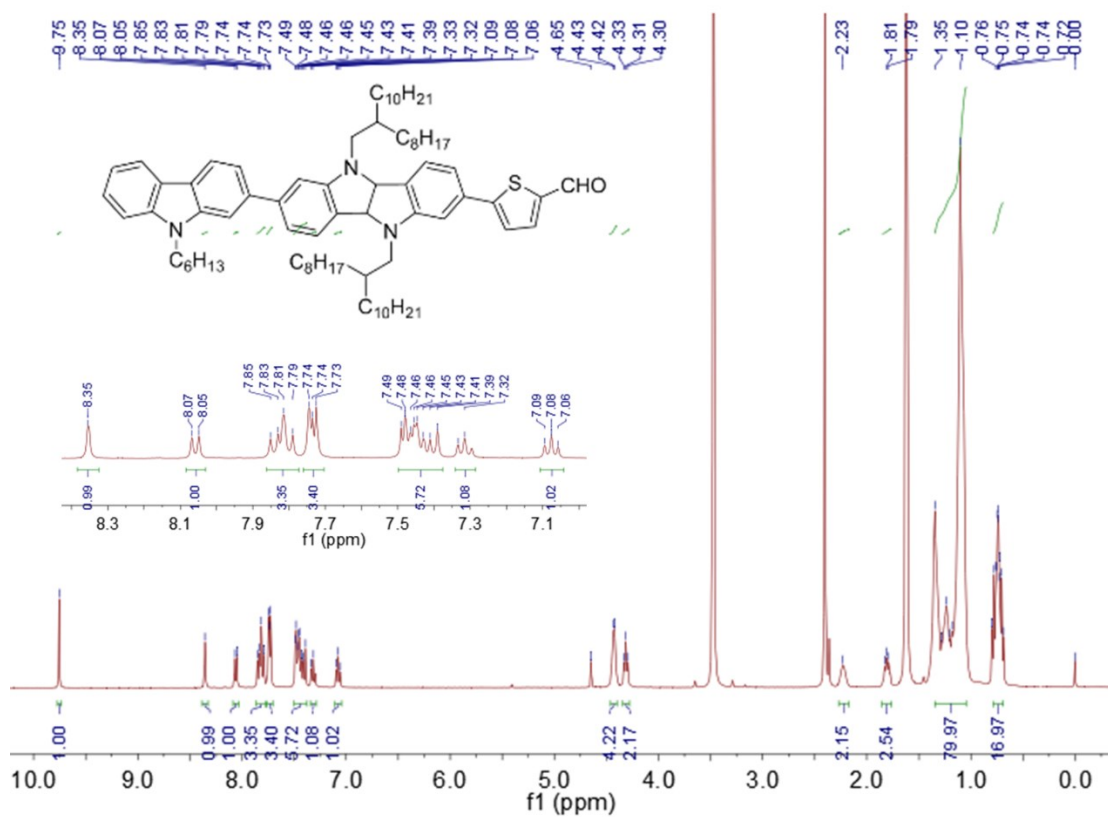 9.75 8.35 8.07 8.05 7.85 7.83 7.81 7.79 7.74 7.74 7.73 7.49 7.48 7.46 7.46 7.45 7.43 7.41 7.39 7.33 7.32 7.09 7.08 7.06 4.65 4.43 4.42 4.33 4.31 4.30 2.23 1.81 1.79 1.35 1.10 0.76 0.75 0.74 0.74 0.72 0.00
C10H21
C8H17
N
S
CHO
N
N
C6H13
C8H17
C10H21
8.35 8.07 8.05 7.85 7.83 7.81 7.79 7.74 7.74 7.73 7.49 7.48 7.46 7.46 7.45 7.43 7.41 7.39 7.32 7.09 7.08 7.06
0.99 1.00 3.35 3.40 5.72 1.08 1.02
8.3 8.1 7.9 7.7 7.5 7.3 7.1
f1 (ppm)
1.00 0.99 1.00 3.35 3.40 5.72 1.08 1.02 4.22 2.17 2.15 2.54 79.97 16.97
10.0 9.0 8.0 7.0 6.0 5.0 4.0 3.0 2.0 1.0 0.0
f1 (ppm)